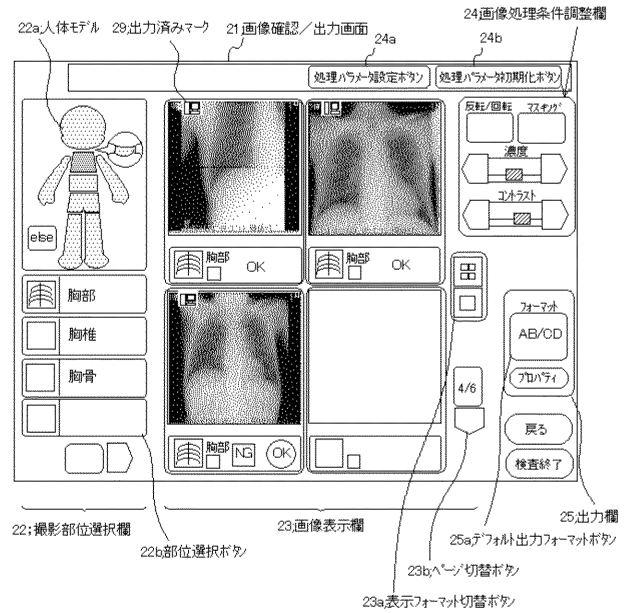 22a;人体モデル
29;出力済みマーク
21;画像確認/出力画面
24a
24b
24;画像処理条件調整欄
処理パラメータ設定ボタン
処理パラメータ初期化ボタン
反転/回転
マスキング
濃度
コントラスト
else
胸部
OK
胸部
OK
胸部
胸椎
胸骨
胸部
NG
OK
4/6
フォーマット
AB/CD
プロパティ
戻る
検査終了
22;撮影部位選択欄
22b;部位選択ボタン
23;画像表示欄
23b;ページ切替ボタン
23a;表示フォーマット切替ボタン
25;出力欄
25a;デフォルト出力フォーマットボタン